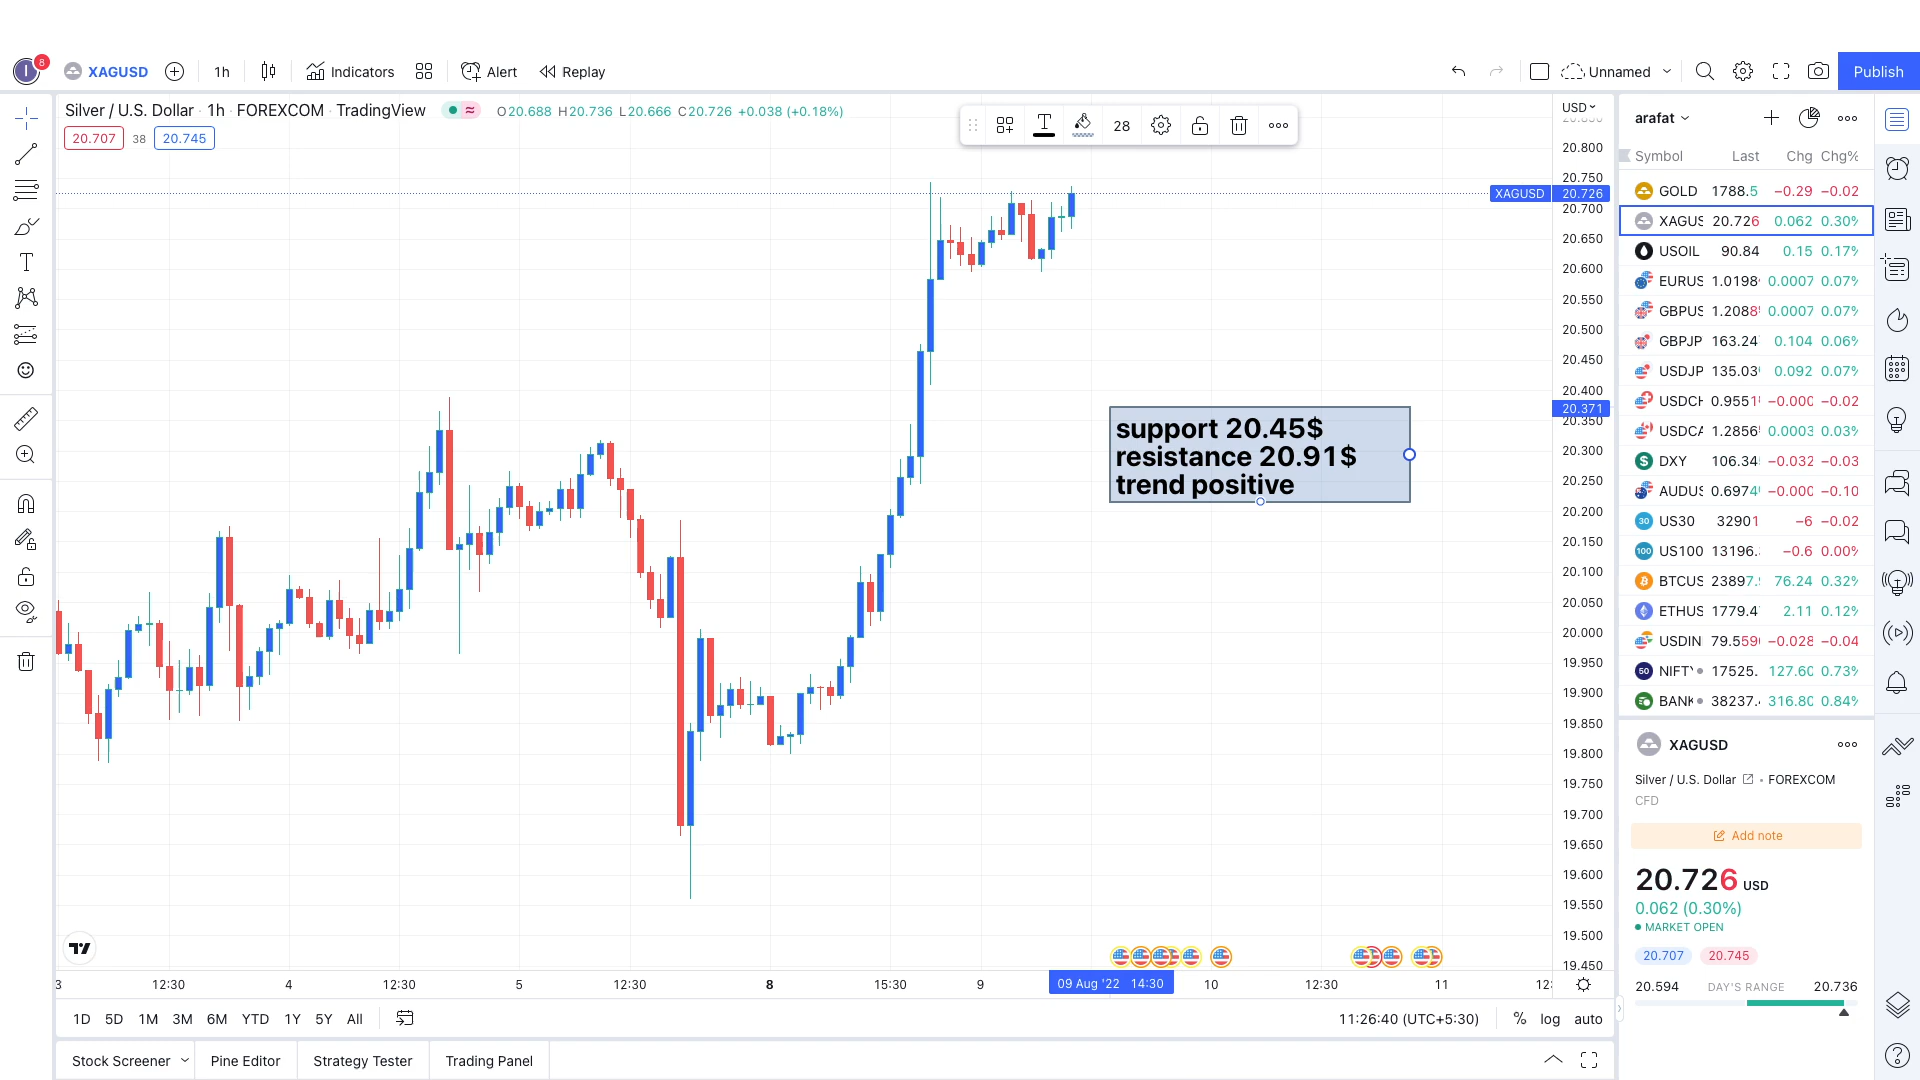 I 8 XAGUSD 1h Indicators Alert Replay Unnamed Publish
Silver / U.S. Dollar · 1h · FOREXCOM · TradingView O20.688 H20.736 L20.666 C20.726 +0.038 (+0.18%)
20.707 38 20.745
28
USD
20.800
20.750
XAGUSD 20.726
20.700
20.650
20.600
20.550
20.500
20.450
20.400
20.371
20.350
20.300
20.250
20.200
20.150
20.100
20.050
20.000
19.950
19.900
19.850
19.800
19.750
19.700
19.650
19.600
19.550
19.500
19.450
support 20.45$
resistance 20.91$
trend positive
3 12:30 4 12:30 5 12:30 8 15:30 9 09 Aug '22 14:30 10 12:30 11 12:
1D 5D 1M 3M 6M YTD 1Y 5Y All 11:26:40 (UTC+5:30) % log auto
Stock Screener Pine Editor Strategy Tester Trading Panel
arafat
Symbol Last Chg Chg%
GOLD 1788.5 −0.29 −0.02
XAGUS 20.726 0.062 0.30%
USOIL 90.84 0.15 0.17%
EURUS 1.0198 0.0007 0.07%
GBPUS 1.2088 0.0007 0.07%
GBPJP 163.24 0.104 0.06%
USDJP 135.03 0.092 0.07%
USDCH 0.9551 −0.000 −0.02
USDCA 1.2856 0.0003 0.03%
DXY 106.34 −0.032 −0.03
AUDUS 0.6974 −0.000 −0.10
30 US30 32901 −6 −0.02
100 US100 13196. −0.6 0.00%
BTCUS 23897. 76.24 0.32%
ETHUS 1779.4 2.11 0.12%
USDIN 79.559 −0.028 −0.04
50 NIFTY 17525. 127.60 0.73%
BANK 38237. 316.80 0.84%
XAGUSD
Silver / U.S. Dollar • FOREXCOM
CFD
Add note
20.726 USD
0.062 (0.30%)
MARKET OPEN
20.707 20.745
20.594 DAY'S RANGE 20.736